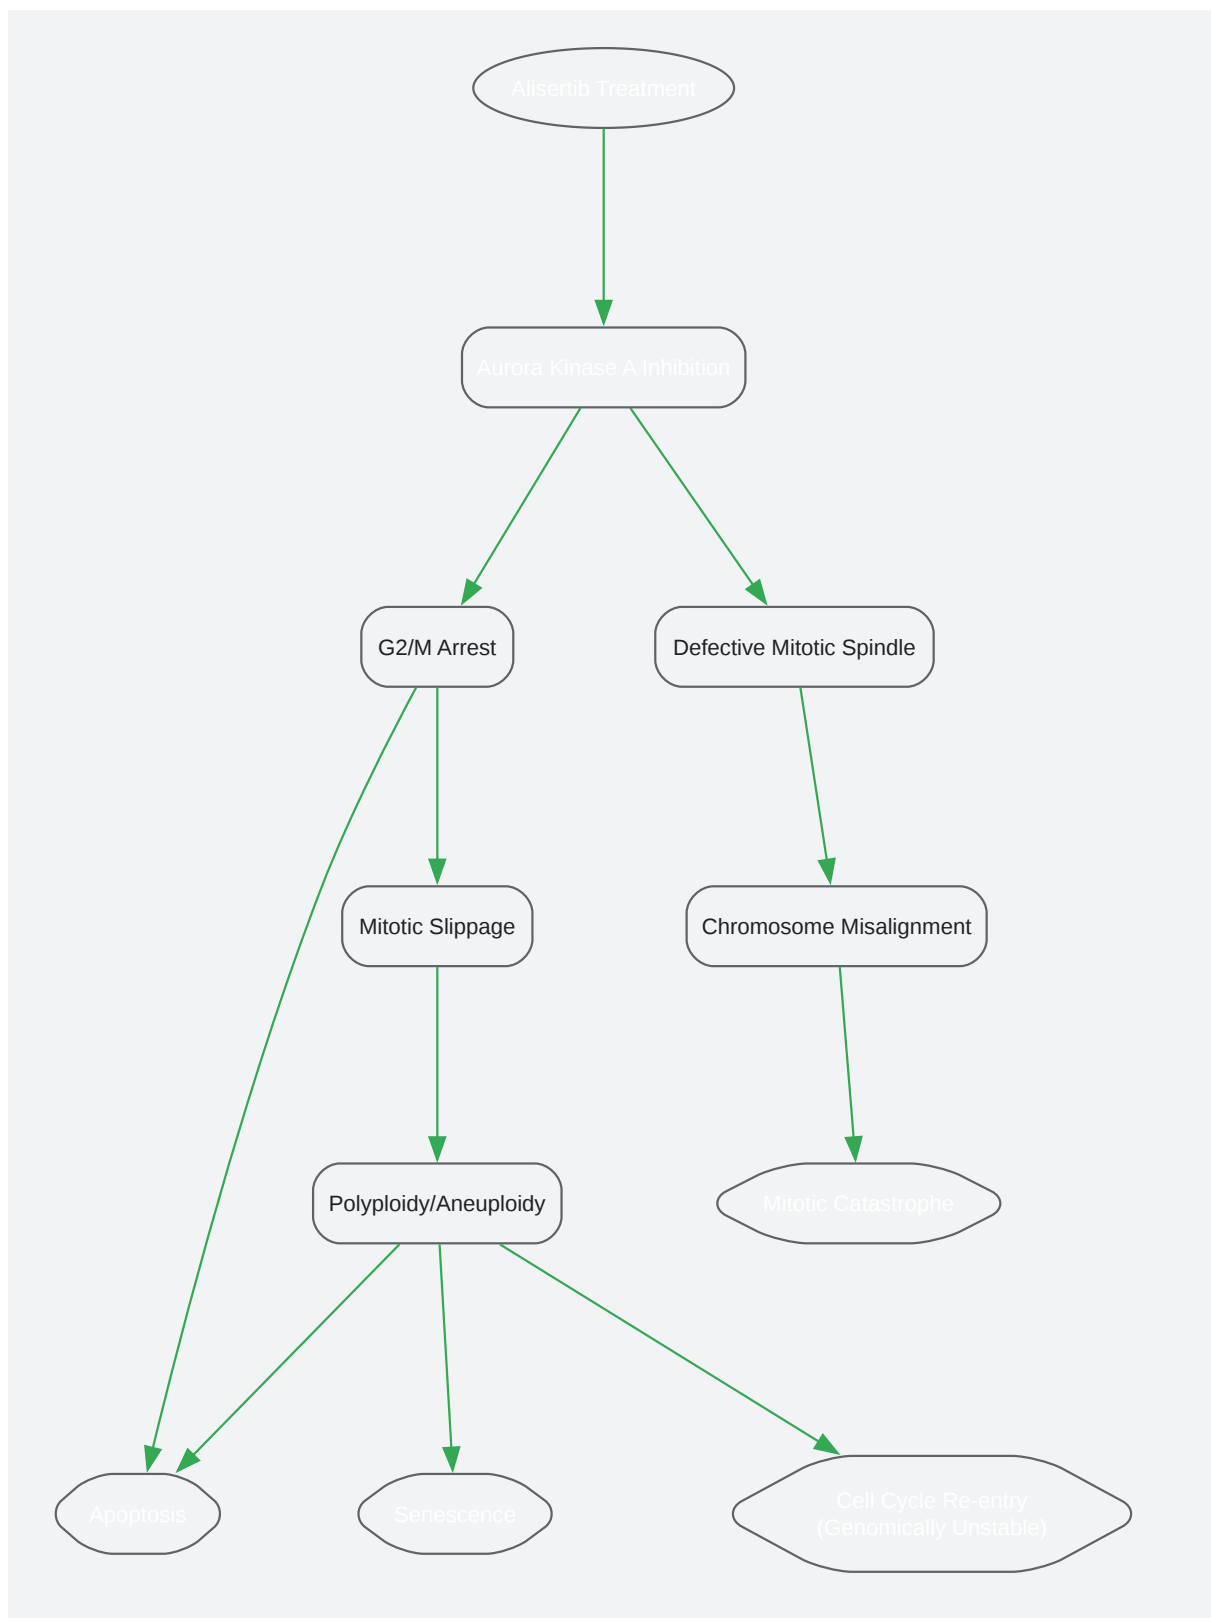 Alisertib Treatment
Aurora Kinase A Inhibition
G2/M Arrest
Defective Mitotic Spindle
Mitotic Slippage
Chromosome Misalignment
Polyploidy/Aneuploidy
Mitotic Catastrophe
Apoptosis
Senescence
Cell Cycle Re-entry
(Genomically Unstable)